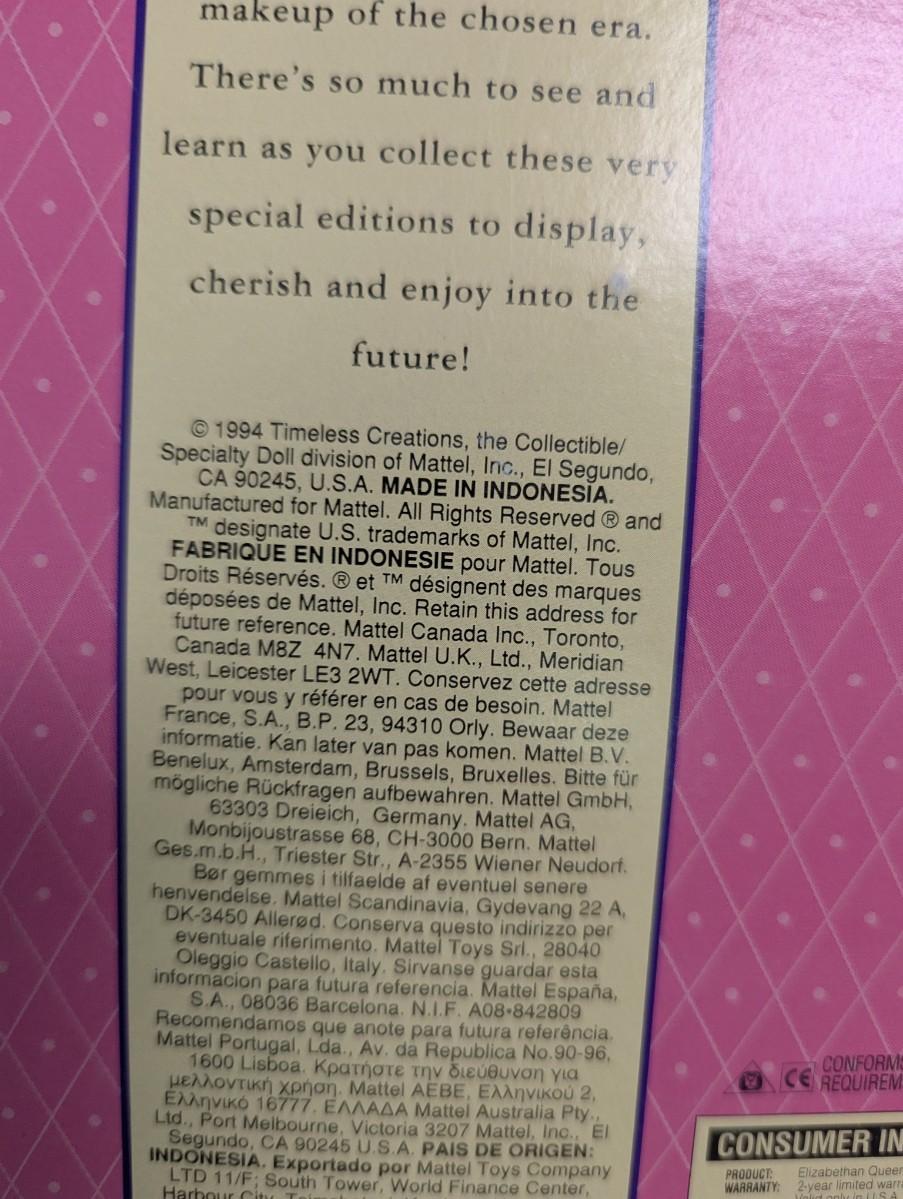 makeup of the chosen era.
There's so much to see and
learn as you collect these very
special editions to display,
cherish and enjoy into the
future!
© 1994 Timeless Creations, the Collectible/
Specialty Doll division of Mattel, Inc., El Segundo,
CA 90245, U.S.A. MADE IN INDONESIA.
Manufactured for Mattel. All Rights Reserved ® and
™ designate U.S. trademarks of Mattel, Inc.
FABRIQUE EN INDONESIE pour Mattel. Tous
Droits Réservés. ® et ™ désignent des marques
déposées de Mattel, Inc. Retain this address for
future reference. Mattel Canada Inc., Toronto,
Canada M8Z 4N7. Mattel U.K., Ltd., Meridian
West, Leicester LE3 2WT. Conservez cette adresse
pour vous y référer en cas de besoin. Mattel
France, S.A., B.P. 23, 94310 Orly. Bewaar deze
informatie. Kan later van pas komen. Mattel B.V.
Benelux, Amsterdam, Brussels, Bruxelles. Bitte für
mögliche Rückfragen aufbewahren. Mattel GmbH,
63303 Dreieich, Germany. Mattel AG,
Monbijoustrasse 68, CH-3000 Bern. Mattel
Ges.m.b.H., Triester Str., A-2355 Wiener Neudorf.
Bør gemmes i tilfaelde af eventuel senere
henvendelse. Mattel Scandinavia, Gydevang 22 A,
DK-3450 Allerød. Conserva questo indirizzo per
eventuale riferimento. Mattel Toys Srl., 28040
Oleggio Castello, Italy. Sirvanse guardar esta
informacion para futura referencia. Mattel España,
S.A., 08036 Barcelona. N.I.F. A08-842809
Recomendamos que anote para futura referência.
Mattel Portugal, Lda., Av. da Republica No.90-96,
1600 Lisboa. Κρατήστε την διεύθυνση για
μελλοντική χρήση. Mattel AEBE, Ελληνικού 2,
Ελληνικό 16777. ΕΛΛΑΔΑ Mattel Australia Pty.,
Ltd., Port Melbourne, Victoria 3207 Mattel, Inc., El
Segundo, CA 90245 U.S.A. PAIS DE ORIGEN:
INDONESIA. Exportado por Mattel Toys Company
LTD 11/F; South Tower, World Finance Center,
Harbour City,
CE CONFORMS
REQUIREM
CONSUMER IN
PRODUCT: Elizabethan Queen
WARRANTY: 2-year limited warra
Valid only in U.S.A.